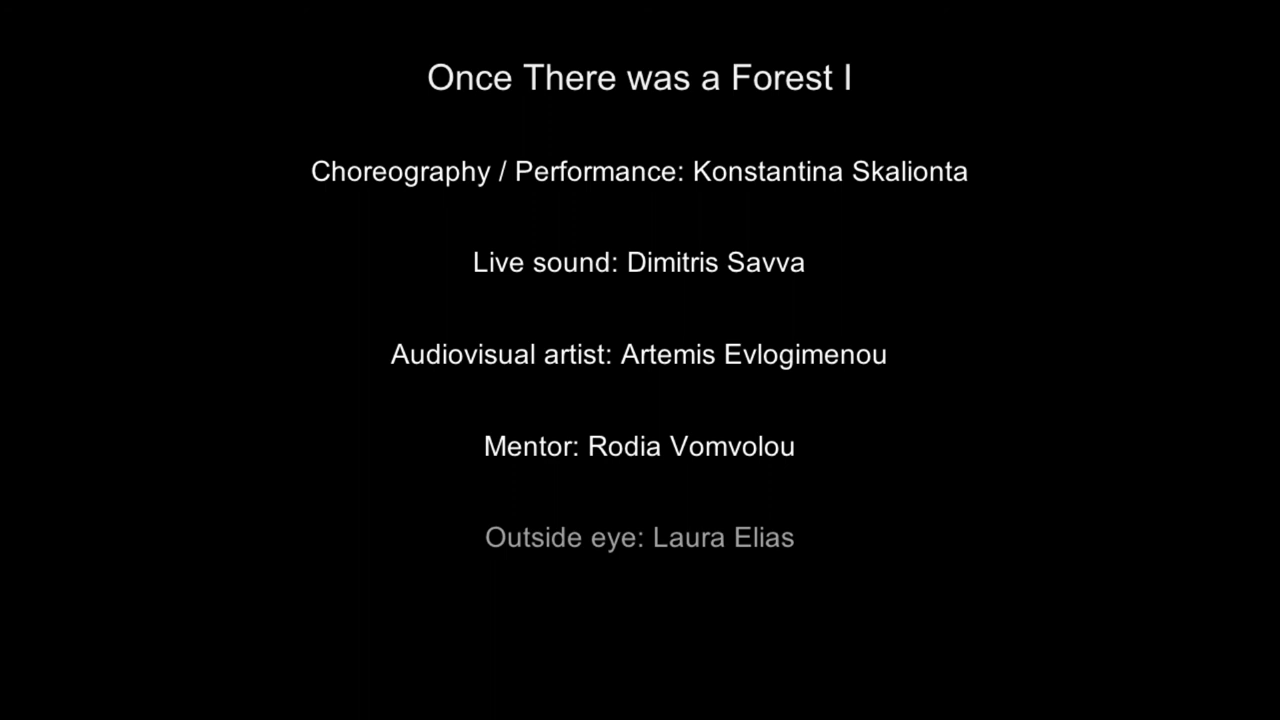 Once There was a Forest I
Choreography / Performance: Konstantina Skalionta
Live sound: Dimitris Savva
Audiovisual artist: Artemis Evlogimenou
Mentor: Rodia Vomvolou
Outside eye: Laura Elias